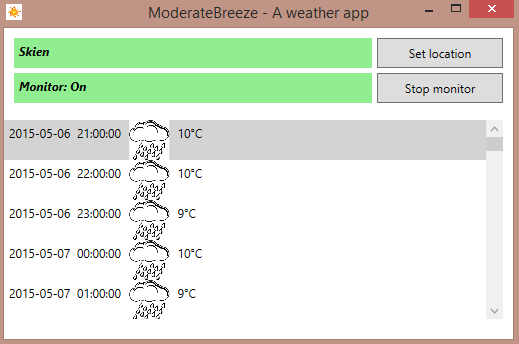 ModerateBreeze - A weather app
Skien
Set location
Monitor: On
Stop monitor
2015-05-06 21:00:00 10°C
2015-05-06 22:00:00 10°C
2015-05-06 23:00:00 9°C
2015-05-07 00:00:00 10°C
2015-05-07 01:00:00 9°C